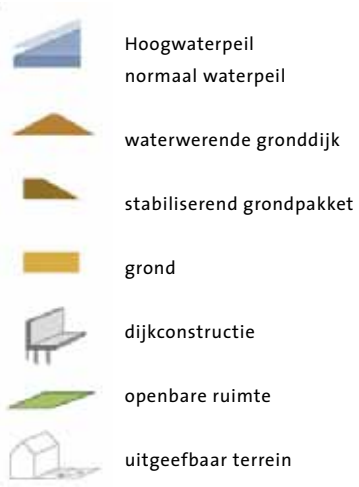 Hoogwaterpeil
normaal waterpeil
waterwerende gronddijk
stabiliserend grondpakket
grond
dijkconstructie
openbare ruimte
uitgeefbaar terrein